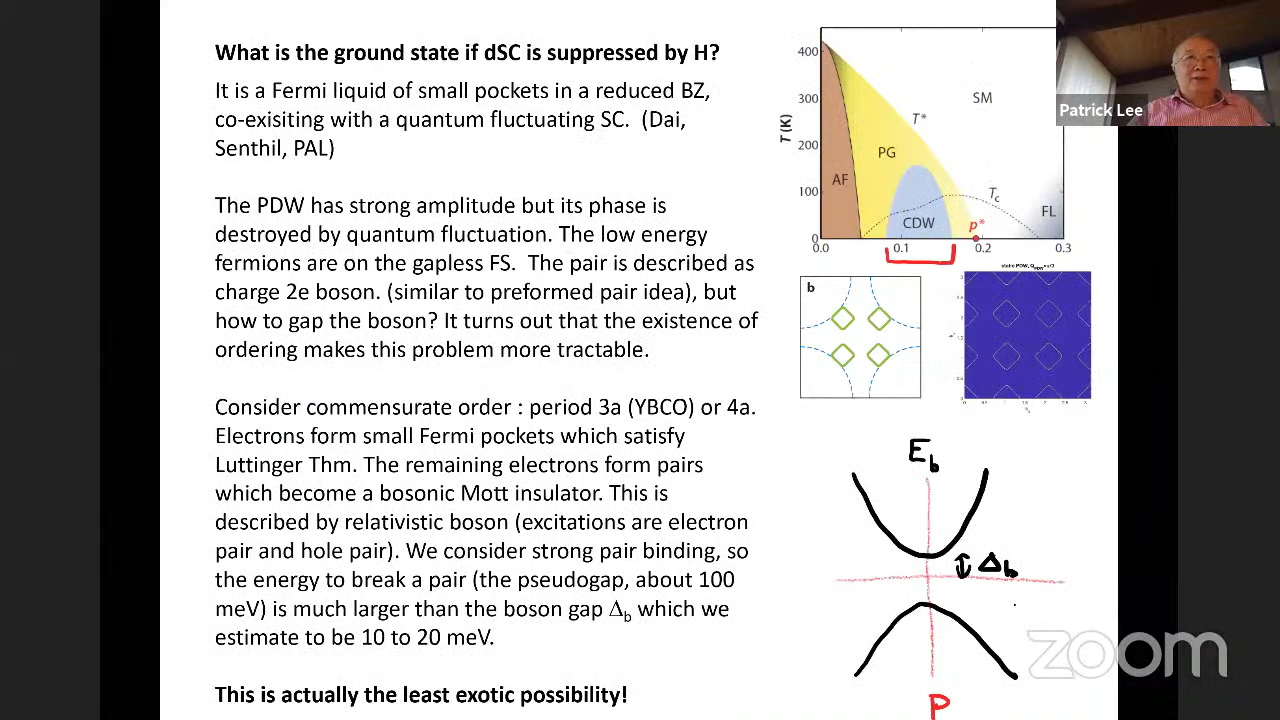 What is the ground state if dSC is suppressed by H?
It is a Fermi liquid of small pockets in a reduced BZ,
co-exisiting with a quantum fluctuating SC. (Dai,
Senthil, PAL)
The PDW has strong amplitude but its phase is
destroyed by quantum fluctuation. The low energy
fermions are on the gapless FS. The pair is described as
charge 2e boson. (similar to preformed pair idea), but
how to gap the boson? It turns out that the existence of
ordering makes this problem more tractable.
Consider commensurate order : period 3a (YBCO) or 4a.
Electrons form small Fermi pockets which satisfy
Luttinger Thm. The remaining electrons form pairs
which become a bosonic Mott insulator. This is
described by relativistic boson (excitations are electron
pair and hole pair). We consider strong pair binding, so
the energy to break a pair (the pseudogap, about 100
meV) is much larger than the boson gap Δb which we
estimate to be 10 to 20 meV.
This is actually the least exotic possibility!
T (K)
400
300
200
100
0
0.0
0.1
0.2
0.3
AF
PG
CDW
SM
FL
T*
Tc
p*
Patrick Lee
b
Eb
Δb
P
zoom